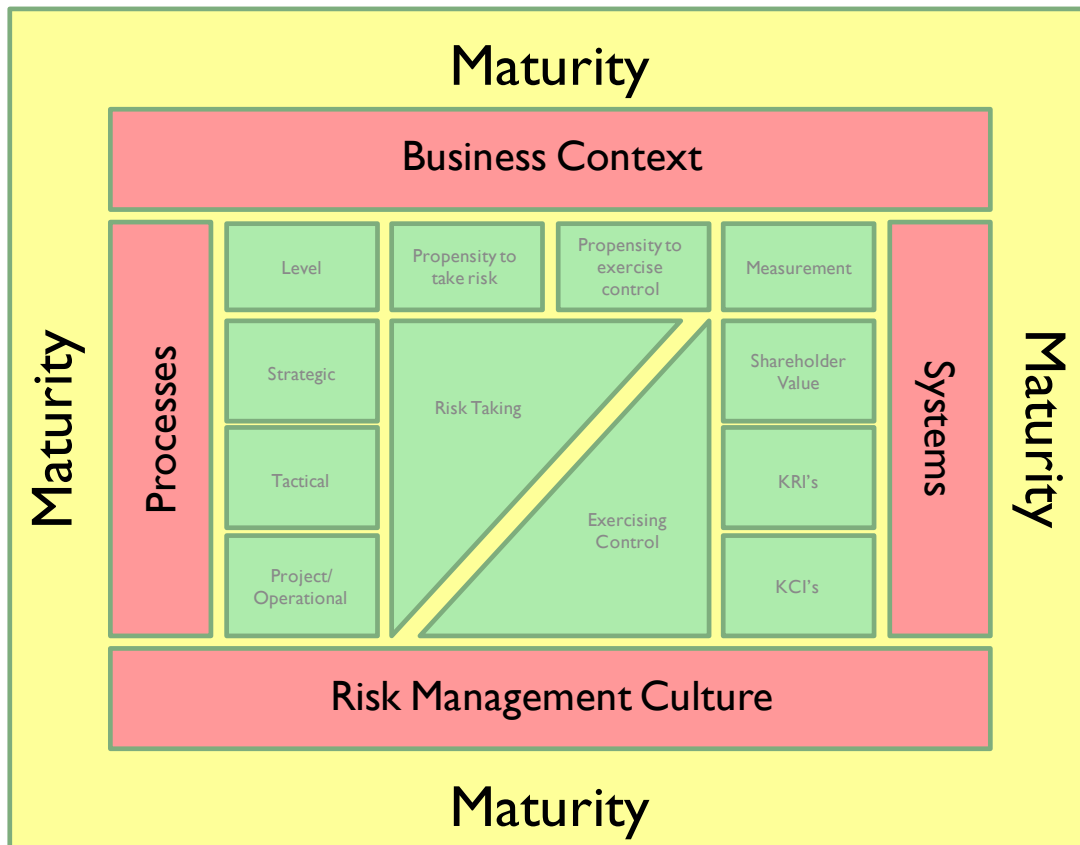 Maturity
Business Context
Maturity
Processes
Level
Propensity to
take risk
Propensity to
exercise
control
Measurement
Strategic
Risk Taking
Shareholder
Value
Tactical
KRI's
Exercising
Control
Project/
Operational
KCI's
Systems
Maturity
Risk Management Culture
Maturity